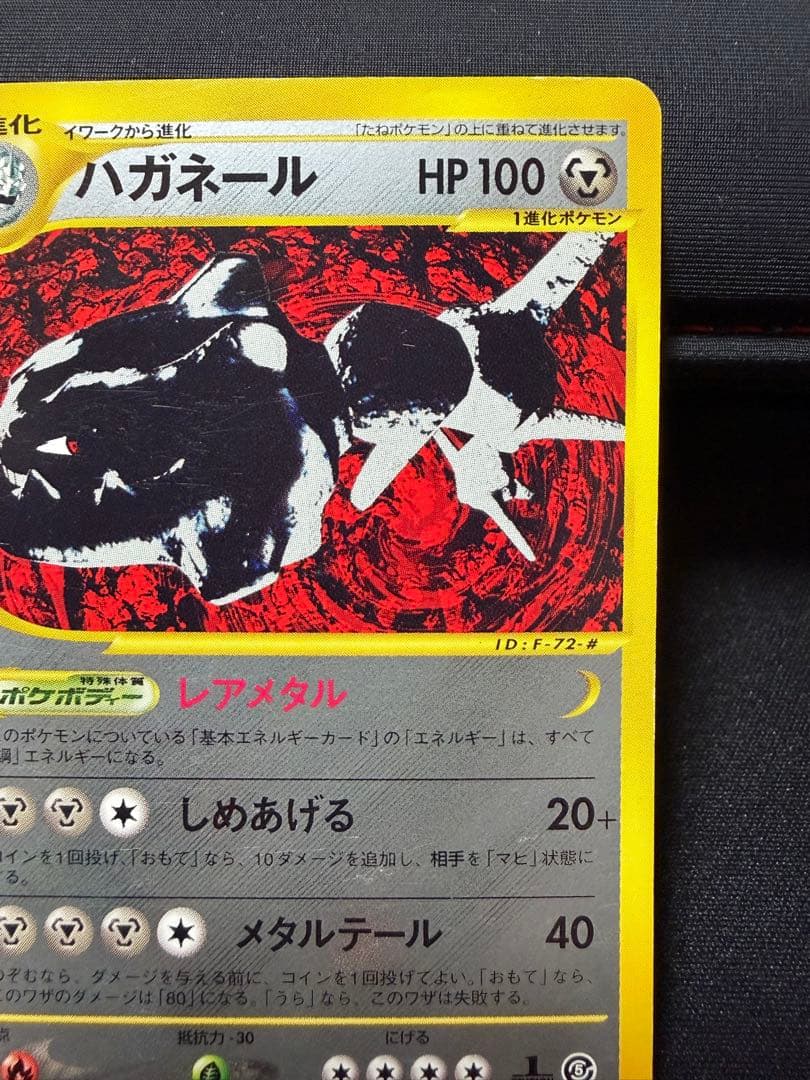 進化
イワークから進化
「たねポケモン」の上に重ねて進化させます。
ハガネール HP 100
1進化ポケモン
ID:F-72-#
特殊体質
ポケボディー レアメタル
このポケモンについている「基本エネルギーカード」の「エネルギー」は、すべて
鋼」エネルギーになる。
しめあげる 20+
コインを1回投げ、「おもて」なら、10ダメージを追加し、相手を「マヒ」状態に
する。
メタルテール 40
のぞむなら、ダメージを与える前に、コインを1回投げてよい。「おもて」なら、
このワザのダメージは「80」になる。「うら」なら、このワザは失敗する。
点 抵抗力 -30 にげる
1 5